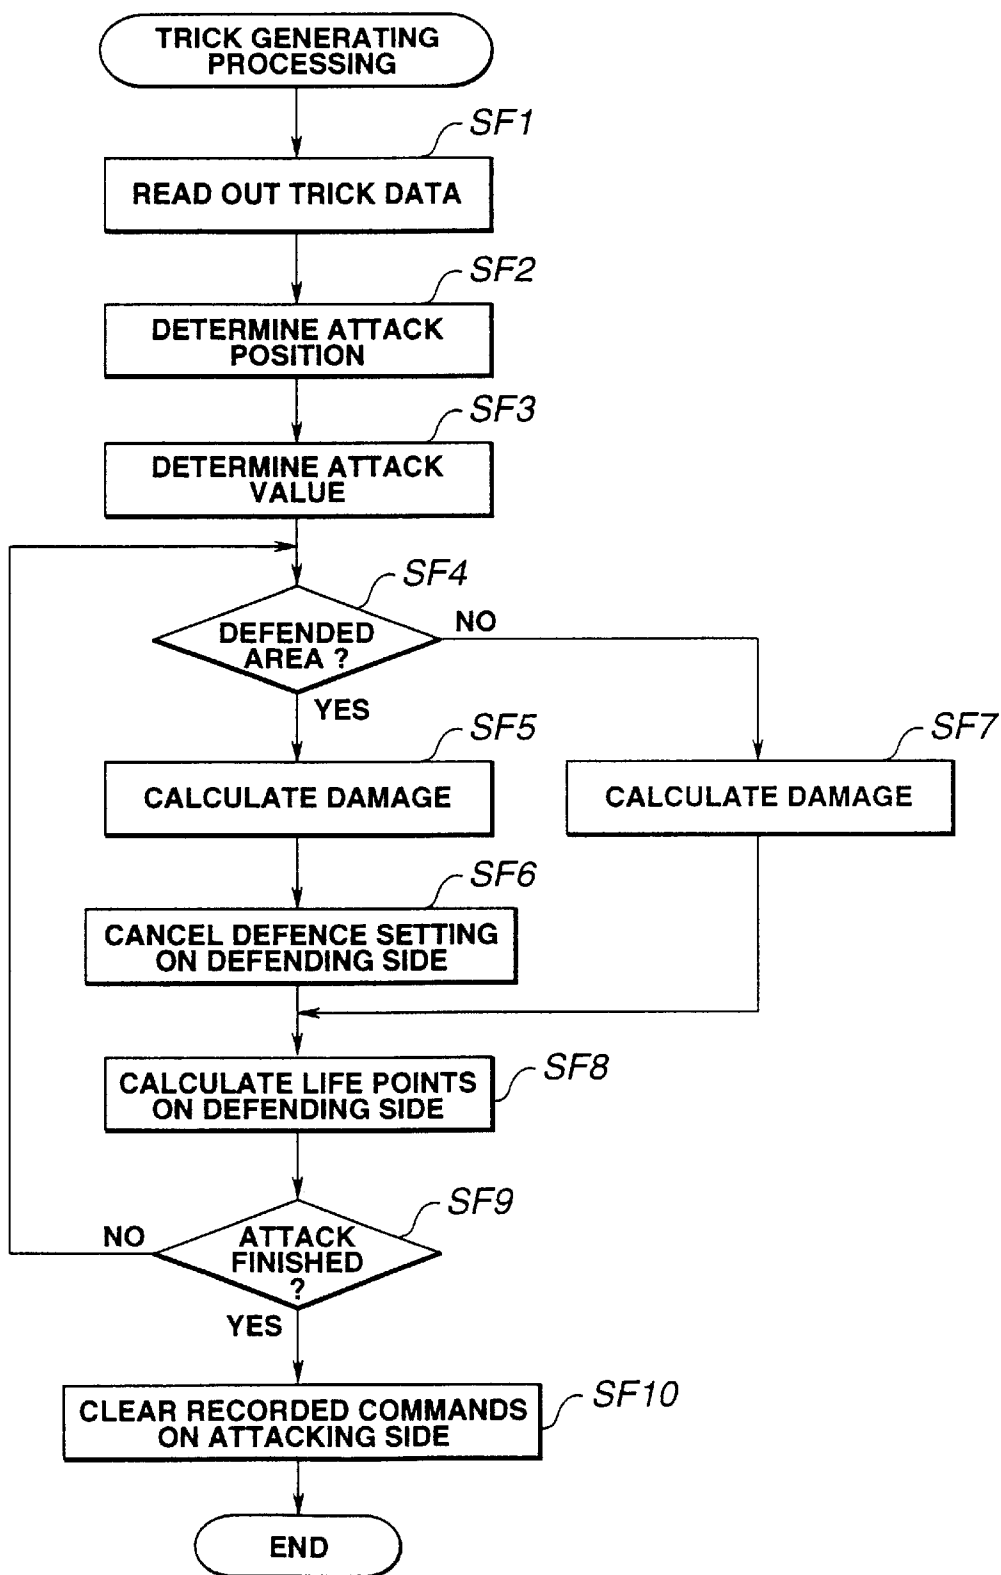 TRICK GENERATING
PROCESSING
SF1
READ OUT TRICK DATA
SF2
DETERMINE ATTACK
POSITION
SF3
DETERMINE ATTACK
VALUE
SF4
DEFENDED
AREA ?
NO
YES
SF5
CALCULATE DAMAGE
SF7
CALCULATE DAMAGE
SF6
CANCEL DEFENCE SETTING
ON DEFENDING SIDE
SF8
CALCULATE LIFE POINTS
ON DEFENDING SIDE
SF9
ATTACK
FINISHED
?
NO
YES
SF10
CLEAR RECORDED COMMANDS
ON ATTACKING SIDE
END